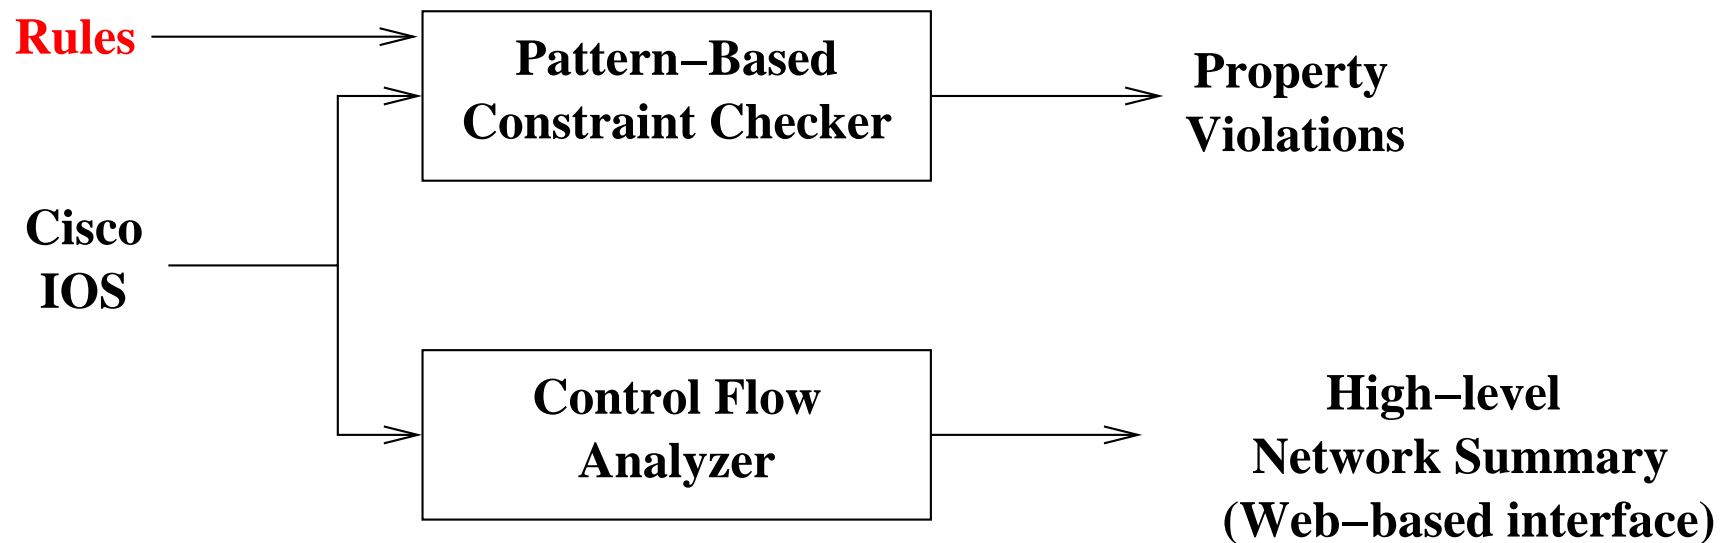 Rules
Pattern−Based
Constraint Checker
Property
Violations
Cisco
IOS
Control Flow
Analyzer
High−level
Network Summary
(Web−based interface)